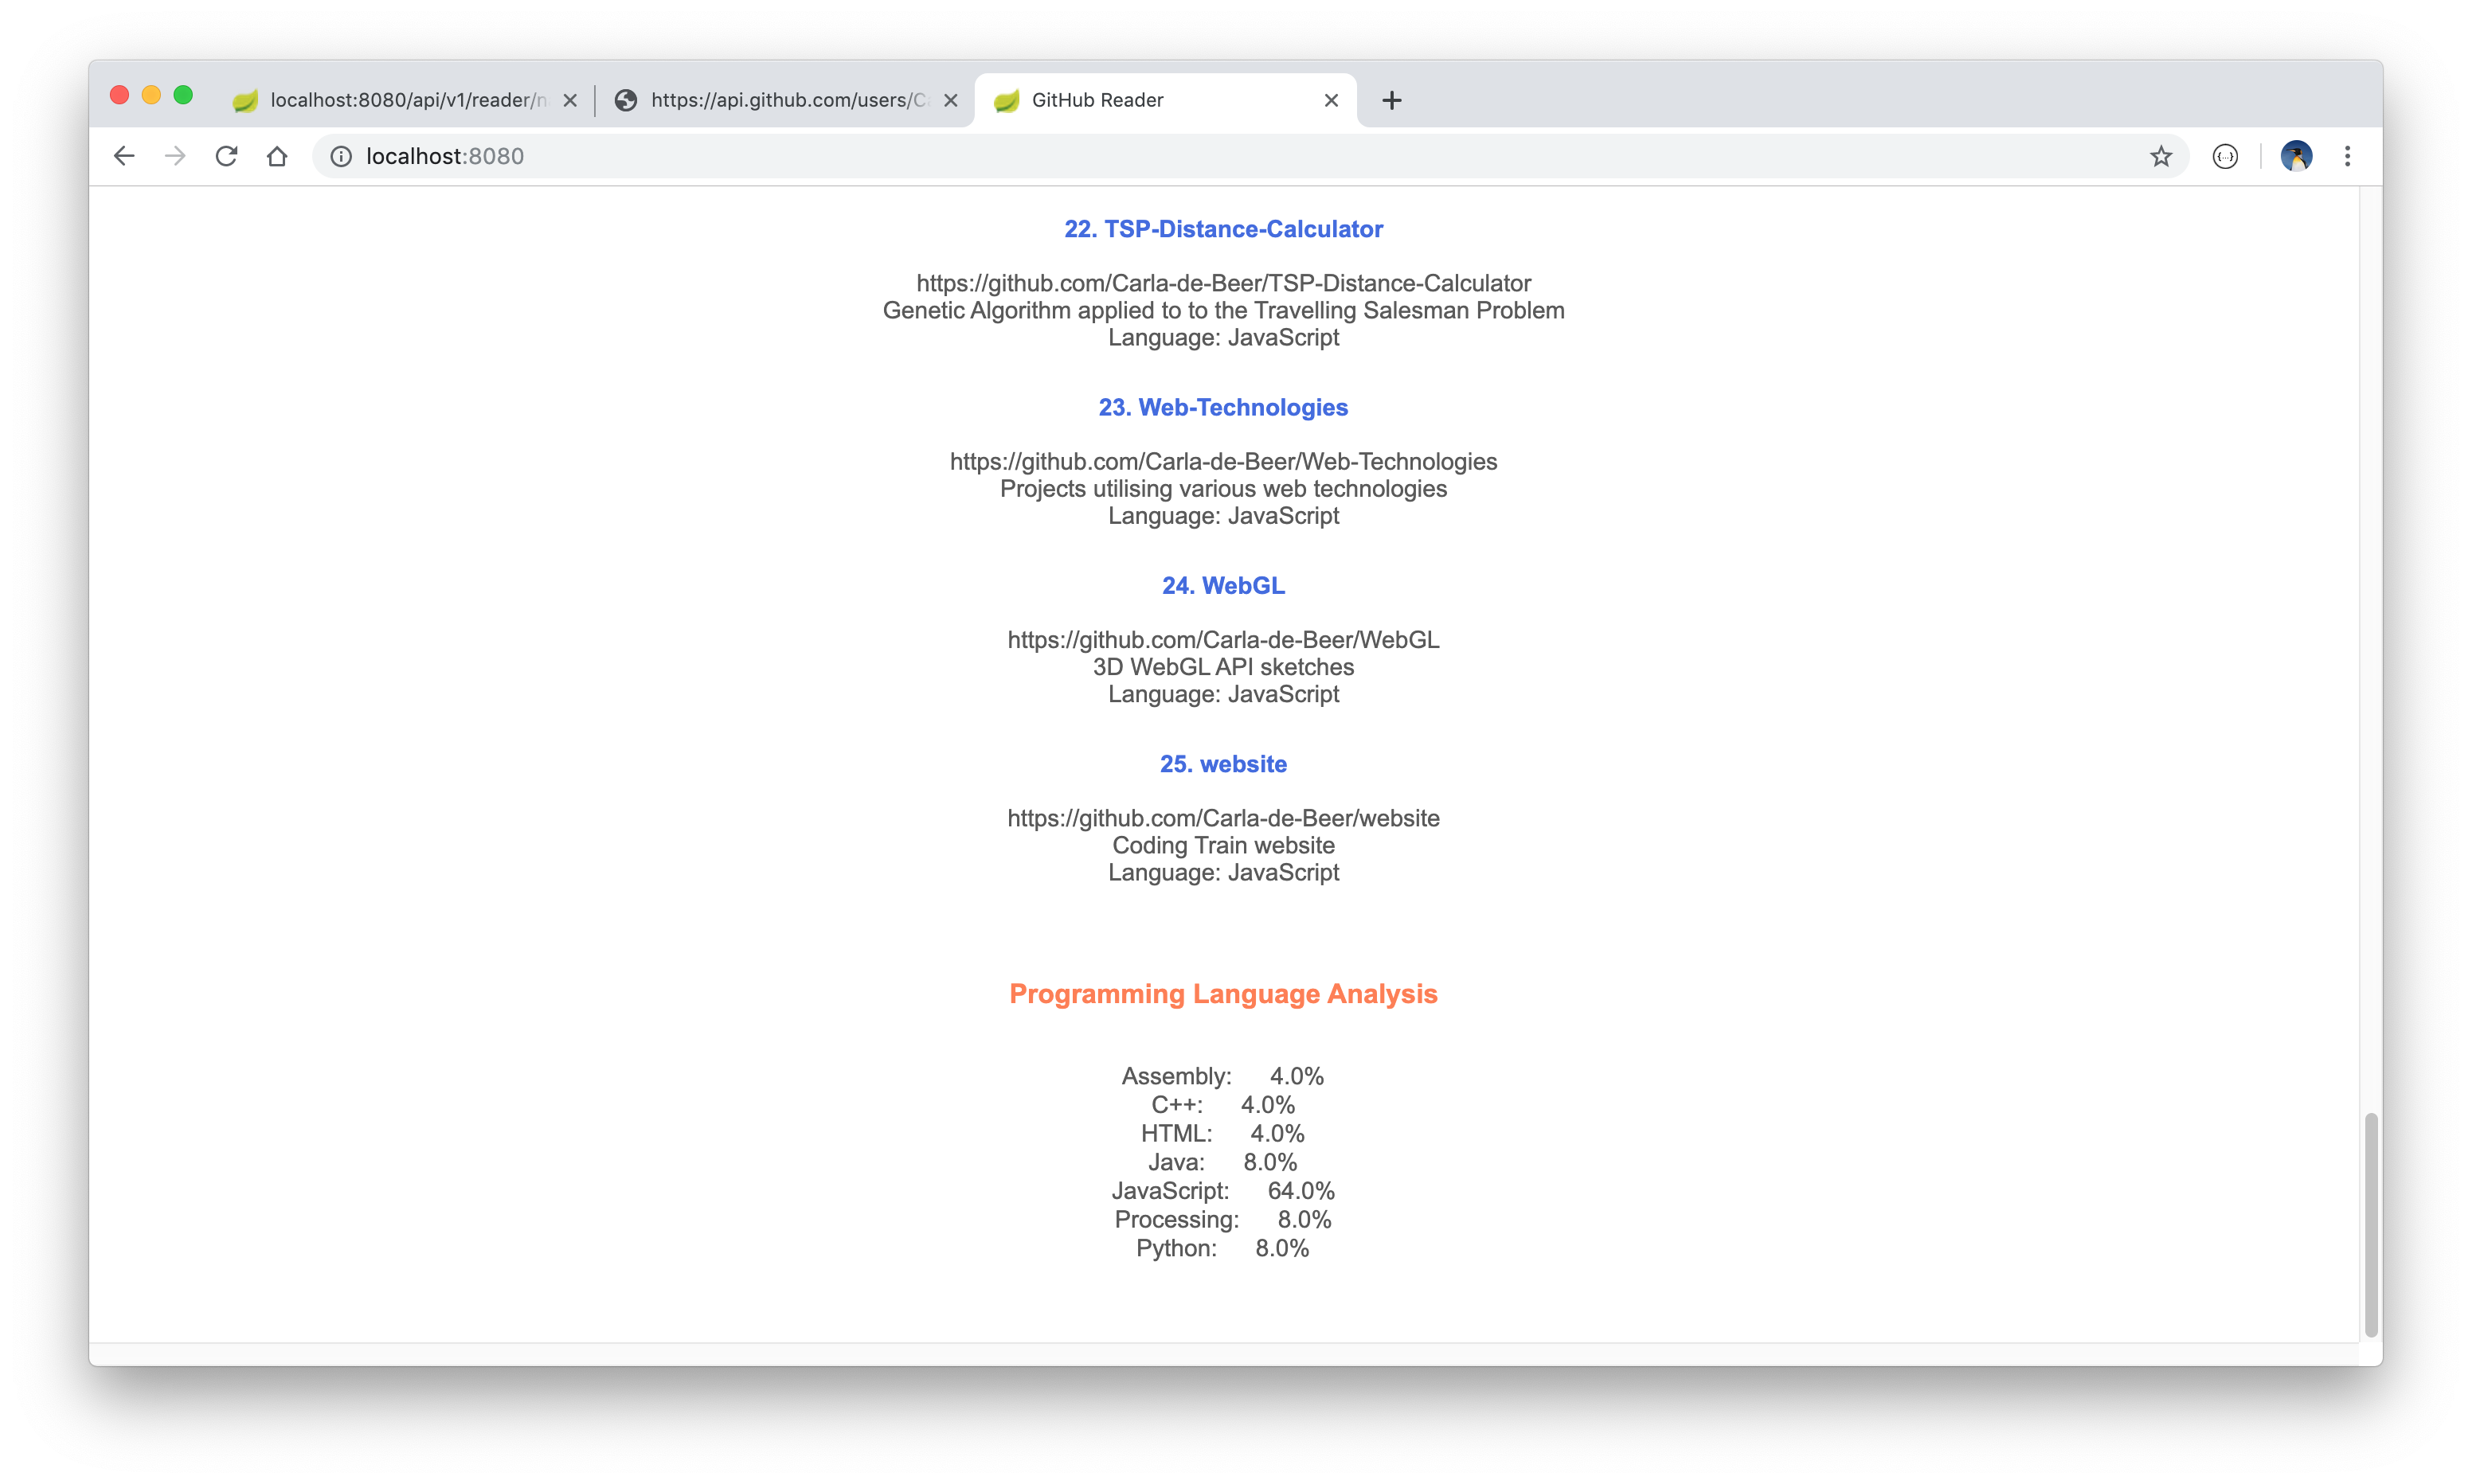 localhost:8080/api/v1/reader/n
https://api.github.com/users/C
GitHub Reader
localhost:8080
22. TSP-Distance-Calculator
https://github.com/Carla-de-Beer/TSP-Distance-Calculator
Genetic Algorithm applied to to the Travelling Salesman Problem
Language: JavaScript
23. Web-Technologies
https://github.com/Carla-de-Beer/Web-Technologies
Projects utilising various web technologies
Language: JavaScript
24. WebGL
https://github.com/Carla-de-Beer/WebGL
3D WebGL API sketches
Language: JavaScript
25. website
https://github.com/Carla-de-Beer/website
Coding Train website
Language: JavaScript
Programming Language Analysis
Assembly: 4.0%
C++: 4.0%
HTML: 4.0%
Java: 8.0%
JavaScript: 64.0%
Processing: 8.0%
Python: 8.0%